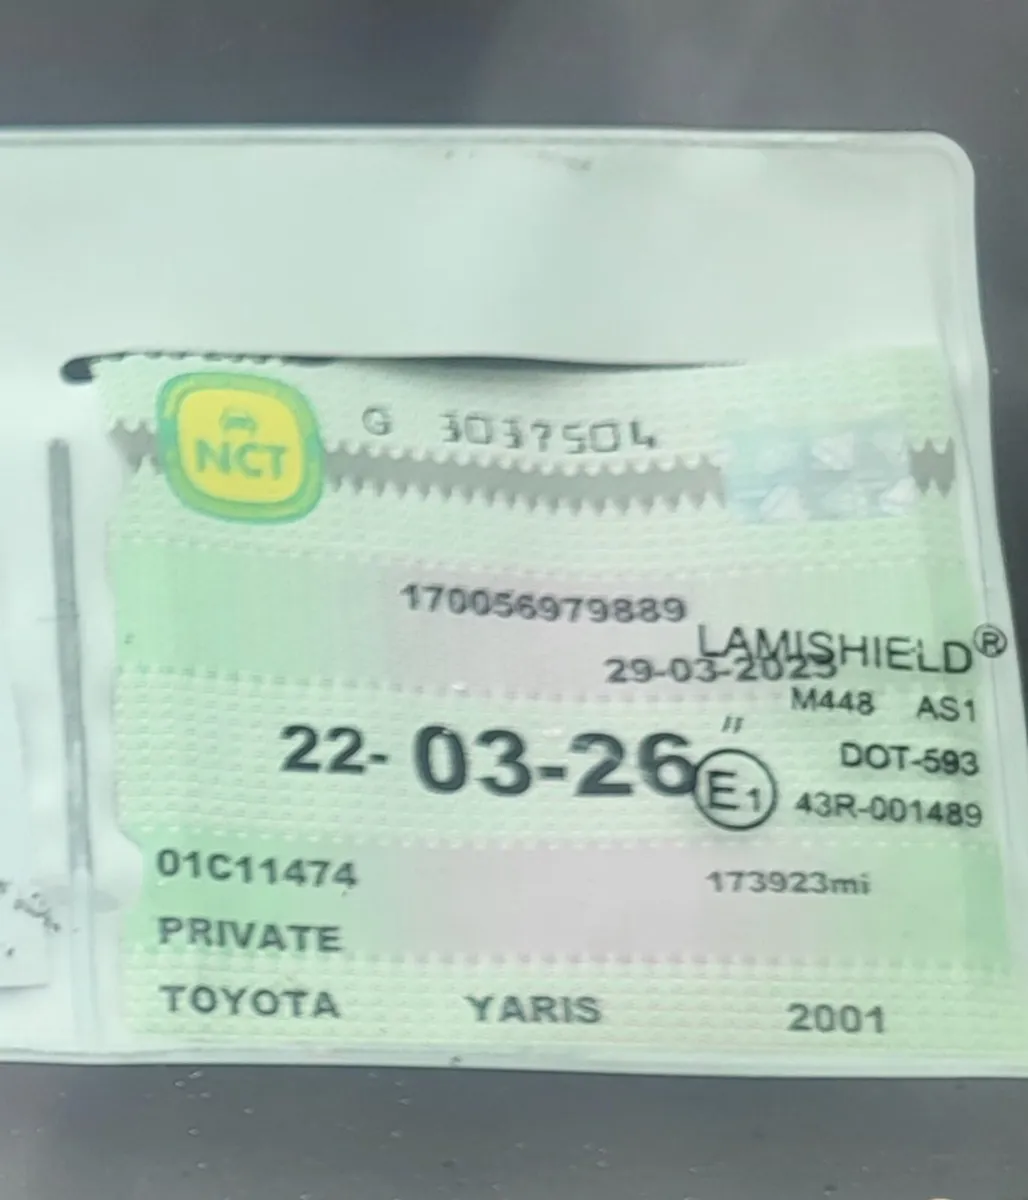 NCT
G 3037504
170056979889
LAMISHIELD®
29-03-2025
M448 AS1
"
22-03-26
DOT-593
E1
43R-001489
01C11474
173923mi
PRIVATE
TOYOTA YARIS 2001